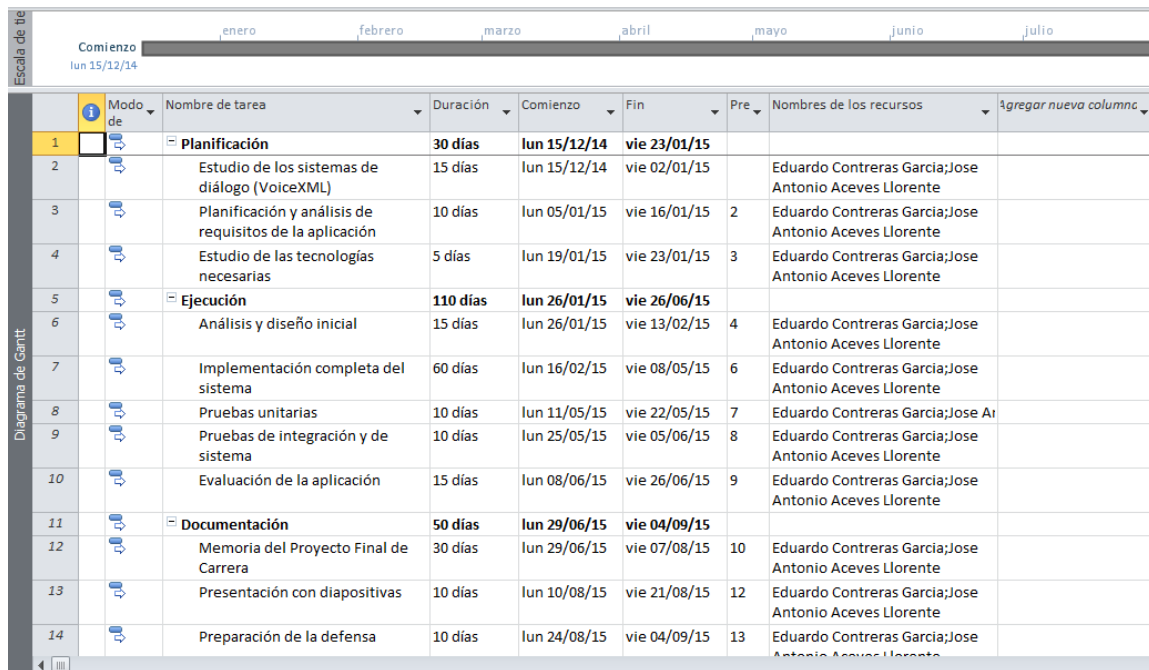 Escala de tie
enero febrero marzo abril mayo junio julio
Comienzo
lun 15/12/14
Diagrama de Gantt
Modo de Nombre de tarea Duración Comienzo Fin Pre Nombres de los recursos Agregar nueva columna
1 Planificación 30 días lun 15/12/14 vie 23/01/15
2 Estudio de los sistemas de 15 días lun 15/12/14 vie 02/01/15 Eduardo Contreras Garcia;Jose
diálogo (VoiceXML) Antonio Aceves Llorente
3 Planificación y análisis de 10 días lun 05/01/15 vie 16/01/15 2 Eduardo Contreras Garcia;Jose
requisitos de la aplicación Antonio Aceves Llorente
4 Estudio de las tecnologías 5 días lun 19/01/15 vie 23/01/15 3 Eduardo Contreras Garcia;Jose
necesarias Antonio Aceves Llorente
5 Ejecución 110 días lun 26/01/15 vie 26/06/15
6 Análisis y diseño inicial 15 días lun 26/01/15 vie 13/02/15 4 Eduardo Contreras Garcia;Jose
Antonio Aceves Llorente
7 Implementación completa del 60 días lun 16/02/15 vie 08/05/15 6 Eduardo Contreras Garcia;Jose
sistema Antonio Aceves Llorente
8 Pruebas unitarias 10 días lun 11/05/15 vie 22/05/15 7 Eduardo Contreras Garcia;Jose
9 Pruebas de integración y de 10 días lun 25/05/15 vie 05/06/15 8 Eduardo Contreras Garcia;Jose
sistema Antonio Aceves Llorente
10 Evaluación de la aplicación 15 días lun 08/06/15 vie 26/06/15 9 Eduardo Contreras Garcia;Jose
Antonio Aceves Llorente
11 Documentación 50 días lun 29/06/15 vie 04/09/15
12 Memoria del Proyecto Final de 30 días lun 29/06/15 vie 07/08/15 10 Eduardo Contreras Garcia;Jose
Carrera Antonio Aceves Llorente
13 Presentación con diapositivas 10 días lun 10/08/15 vie 21/08/15 12 Eduardo Contreras Garcia;Jose
Antonio Aceves Llorente
14 Preparación de la defensa 10 días lun 24/08/15 vie 04/09/15 13 Eduardo Contreras Garcia;Jose